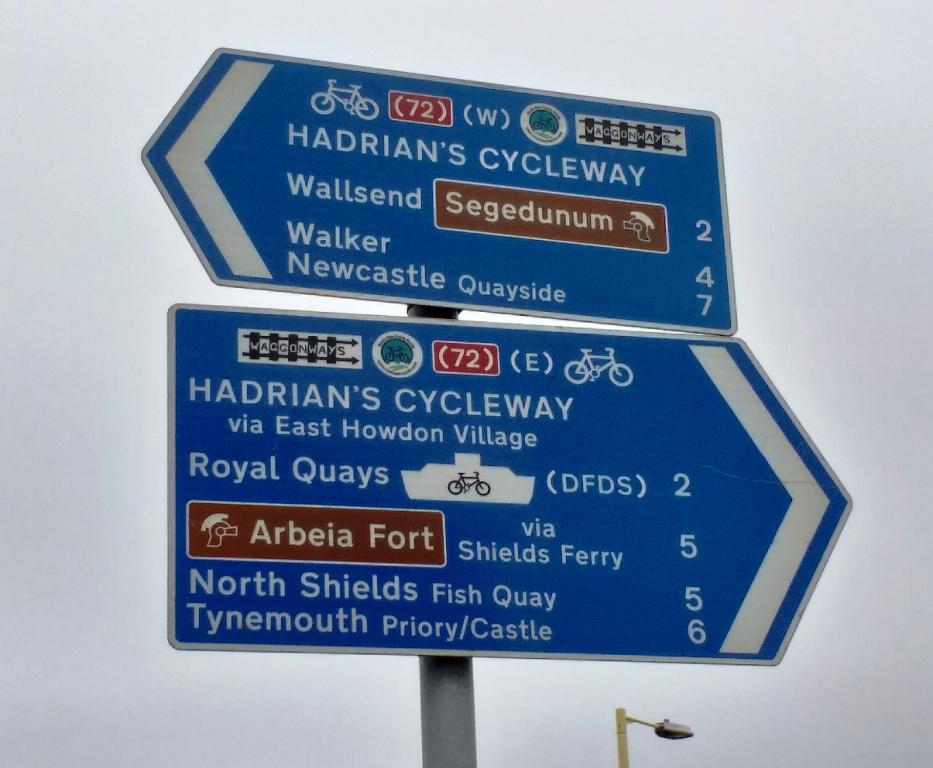 (72) (W) WAGGONWAYS
HADRIAN'S CYCLEWAY
Wallsend Segedunum 2
Walker 4
Newcastle Quayside 7
WAGGONWAYS (72) (E)
HADRIAN'S CYCLEWAY
via East Howdon Village
Royal Quays (DFDS) 2
Arbeia Fort via Shields Ferry 5
North Shields Fish Quay 5
Tynemouth Priory/Castle 6